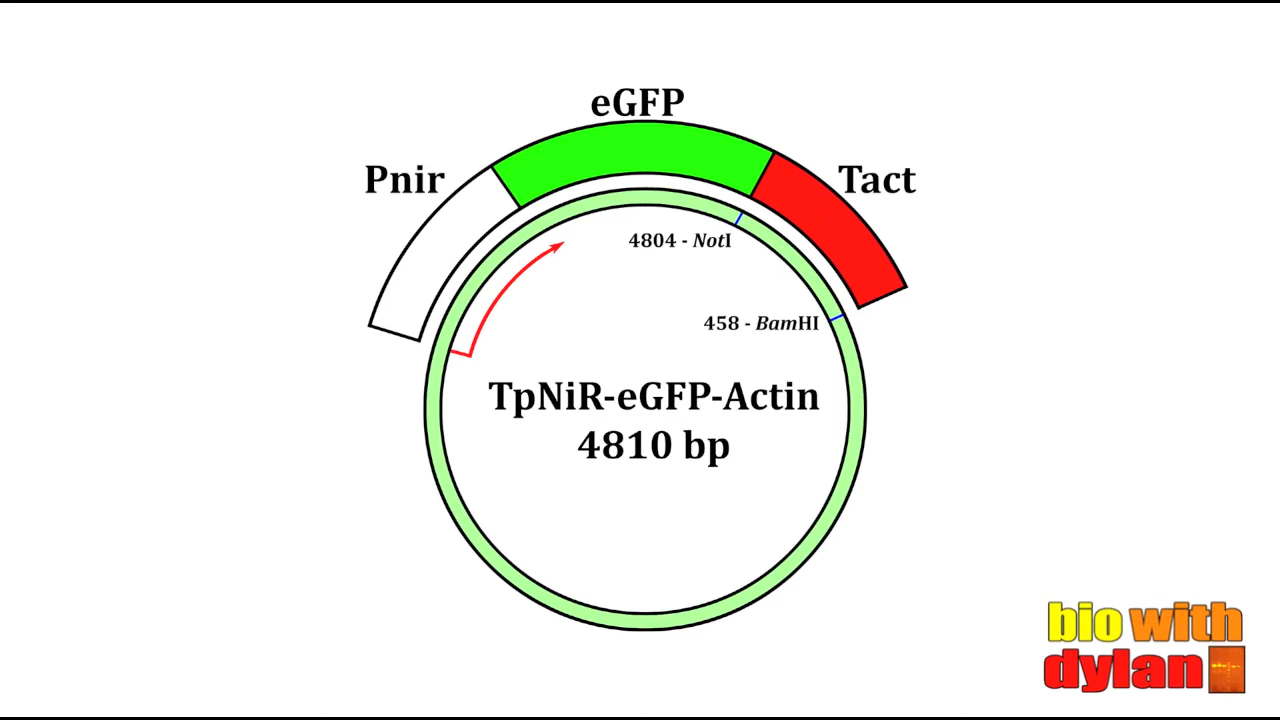 eGFP
Pnir
Tact
4804 - NotI
458 - BamHI
TpNiR-eGFP-Actin
4810 bp
bio with
dylan